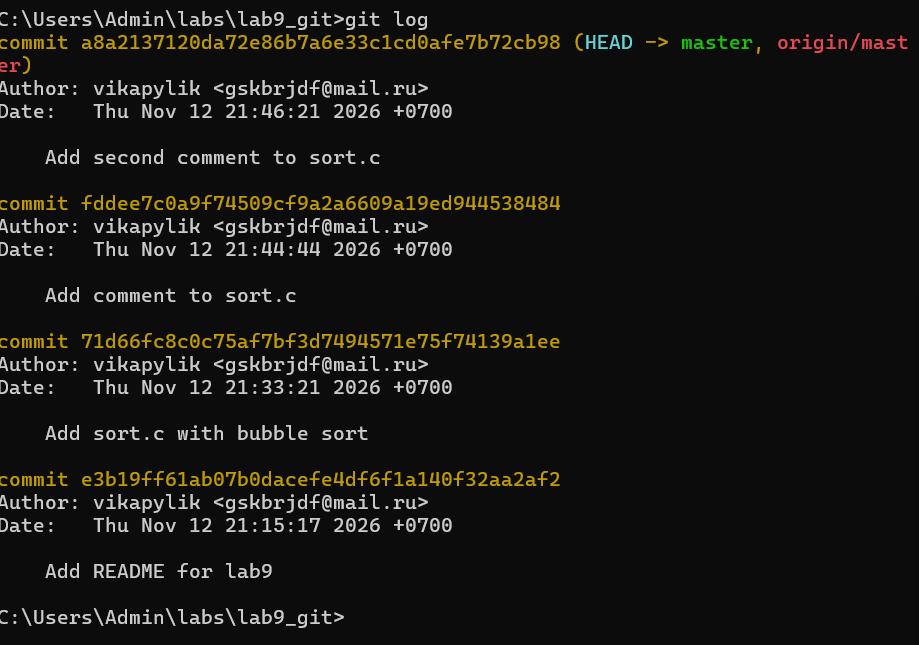 C:\Users\Admin\labs\lab9_git>git log
commit a8a2137120da72e86b7a6e33c1cd0afe7b72cb98 (HEAD -> master, origin/mast
er)
Author: vikapylik <gskbrjdf@mail.ru>
Date:   Thu Nov 12 21:46:21 2026 +0700
    Add second comment to sort.c
commit fddee7c0a9f74509cf9a2a6609a19ed944538484
Author: vikapylik <gskbrjdf@mail.ru>
Date:   Thu Nov 12 21:44:44 2026 +0700
    Add comment to sort.c
commit 71d66fc8c0c75af7bf3d7494571e75f74139a1ee
Author: vikapylik <gskbrjdf@mail.ru>
Date:   Thu Nov 12 21:33:21 2026 +0700
    Add sort.c with bubble sort
commit e3b19ff61ab07b0dacefe4df6f1a140f32aa2af2
Author: vikapylik <gskbrjdf@mail.ru>
Date:   Thu Nov 12 21:15:17 2026 +0700
    Add README for lab9
C:\Users\Admin\labs\lab9_git>